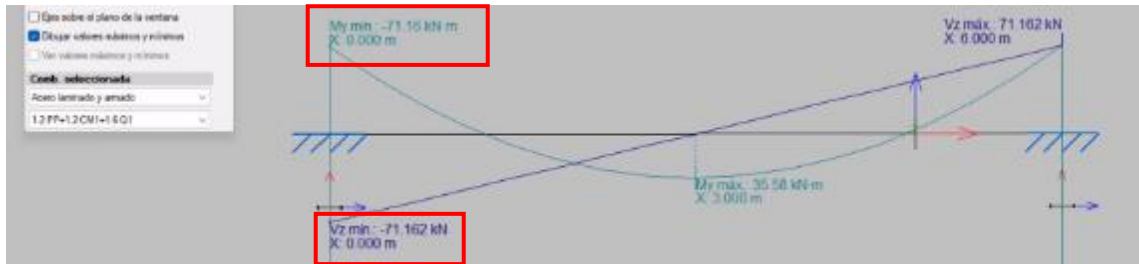 Ejes sobre el plano de la ventana
Dibujar valores máximos y mínimos
Ver valores máximos y mínimos
Comb. seleccionada
Acero laminado y armado
1.2·PP+1.2·CM1+1.6·Q1
My mín.: -71.16 kN·m
X: 0.000 m
Vz máx.: 71.162 kN
X: 6.000 m
My máx.: 35.58 kN·m
X: 3.000 m
Vz mín.: -71.162 kN
X: 0.000 m